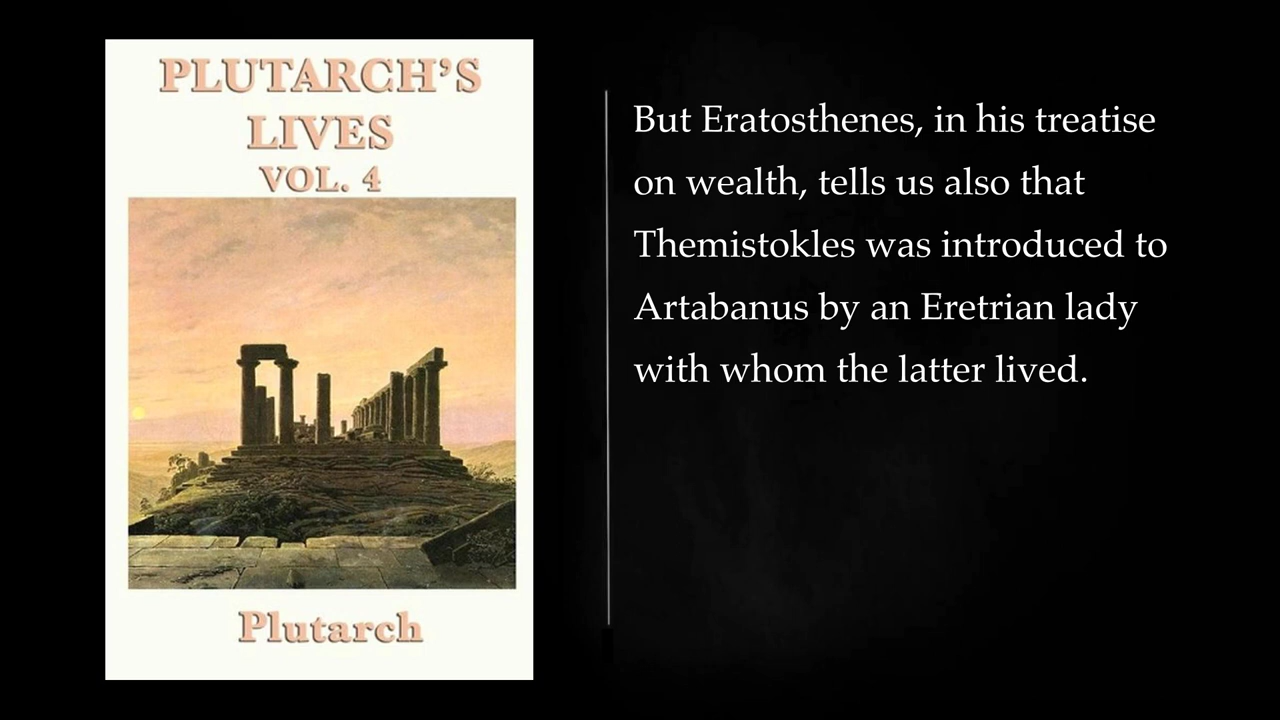 PLUTARCH'S
LIVES
VOL. 4
Plutarch
But Eratosthenes, in his treatise
on wealth, tells us also that
Themistokles was introduced to
Artabanus by an Eretrian lady
with whom the latter lived.